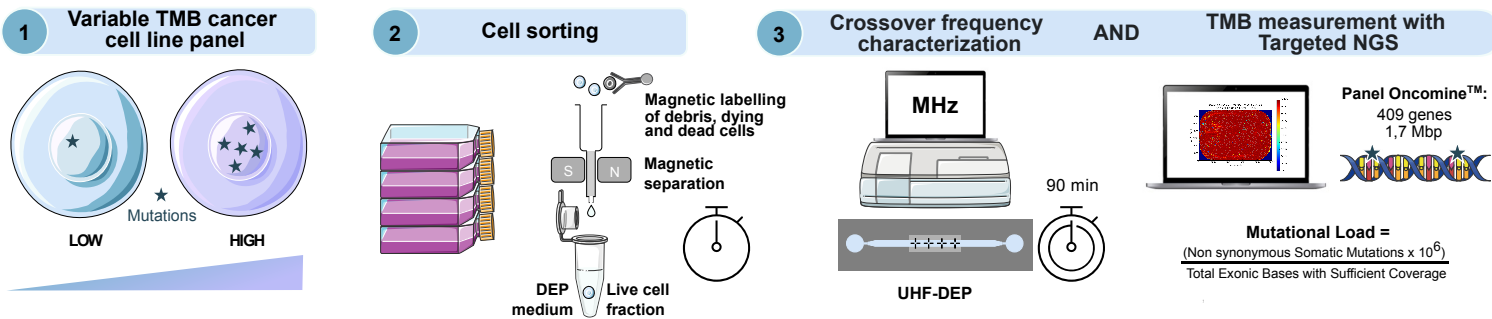 1
Variable TMB cancer
cell line panel
Mutations
LOW
HIGH
2
Cell sorting
Magnetic labelling
of debris, dying
and dead cells
S
N
Magnetic
separation
DEP
medium
Live cell
fraction
3
Crossover frequency
characterization
AND
TMB measurement with
Targeted NGS
MHz
90 min
UHF-DEP
Panel Oncomine™:
409 genes
1,7 Mbp
Mutational Load =
(Non synonymous Somatic Mutations x 10⁶)
Total Exonic Bases with Sufficient Coverage